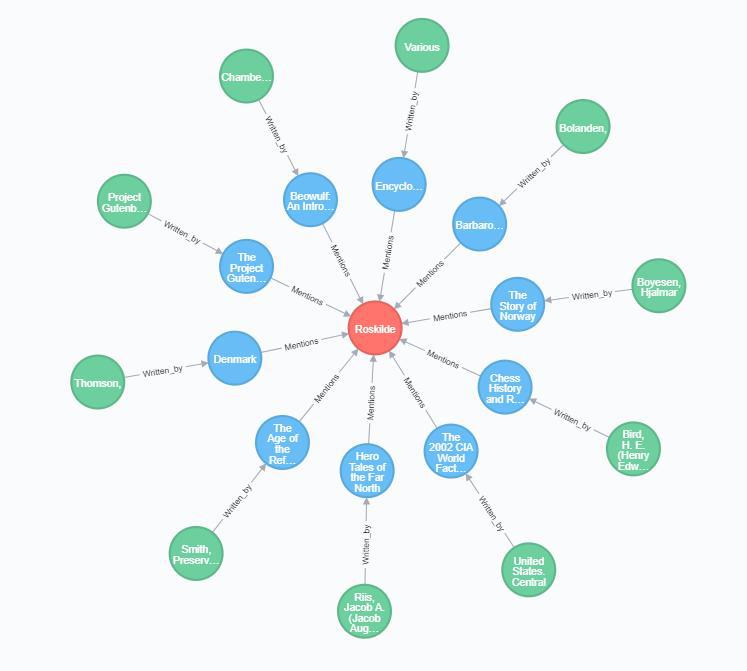 Various
Chambe...
Written_by
Written_by
Bolanden,
Written_by
Encyclo...
Beowulf:
An Intro...
Project
Gutenb...
Written_by
Barbaro...
Mentions
Mentions
Mentions
The
Project
Guten...
Mentions
Boyesen,
Hjalmar
Written_by
The
Story of
Norway
Mentions
Roskilde
Mentions
Denmark
Written_by
Thomson,
Mentions
Chess
History
and R...
Written_by
Mentions
Mentions
Mentions
The
Age of
the
Ref...
Hero
Tales of
the Far
North
The
2002 CIA
World
Fact...
Bird,
H. E.
(Henry
Edw...
Written_by
Written_by
Written_by
Smith,
Preserv...
United
States.
Central
Riis,
Jacob A.
(Jacob
Aug...